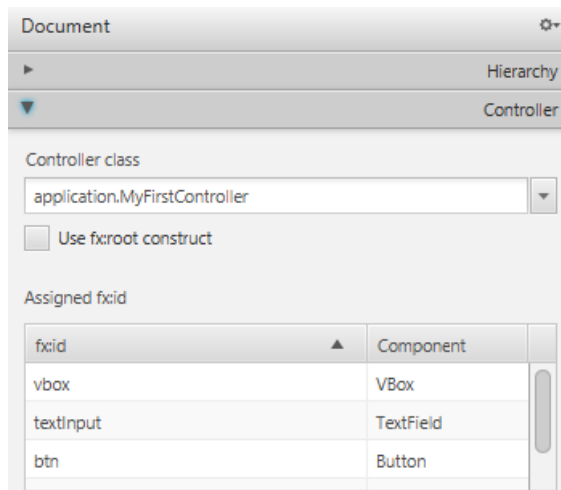 Document
Hierarchy
Controller
Controller class
application.MyFirstController
Use fx:root construct
Assigned fx:id
fx:id Component
vbox VBox
textInput TextField
btn Button